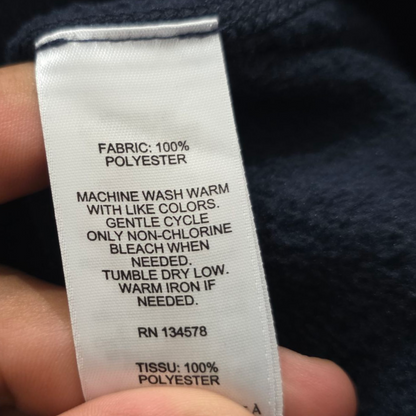 FABRIC: 100%
POLYESTER
MACHINE WASH WARM
WITH LIKE COLORS.
GENTLE CYCLE
ONLY NON-CHLORINE
BLEACH WHEN
NEEDED.
TUMBLE DRY LOW.
WARM IRON IF
NEEDED.
RN 134578
TISSU: 100%
POLYESTER